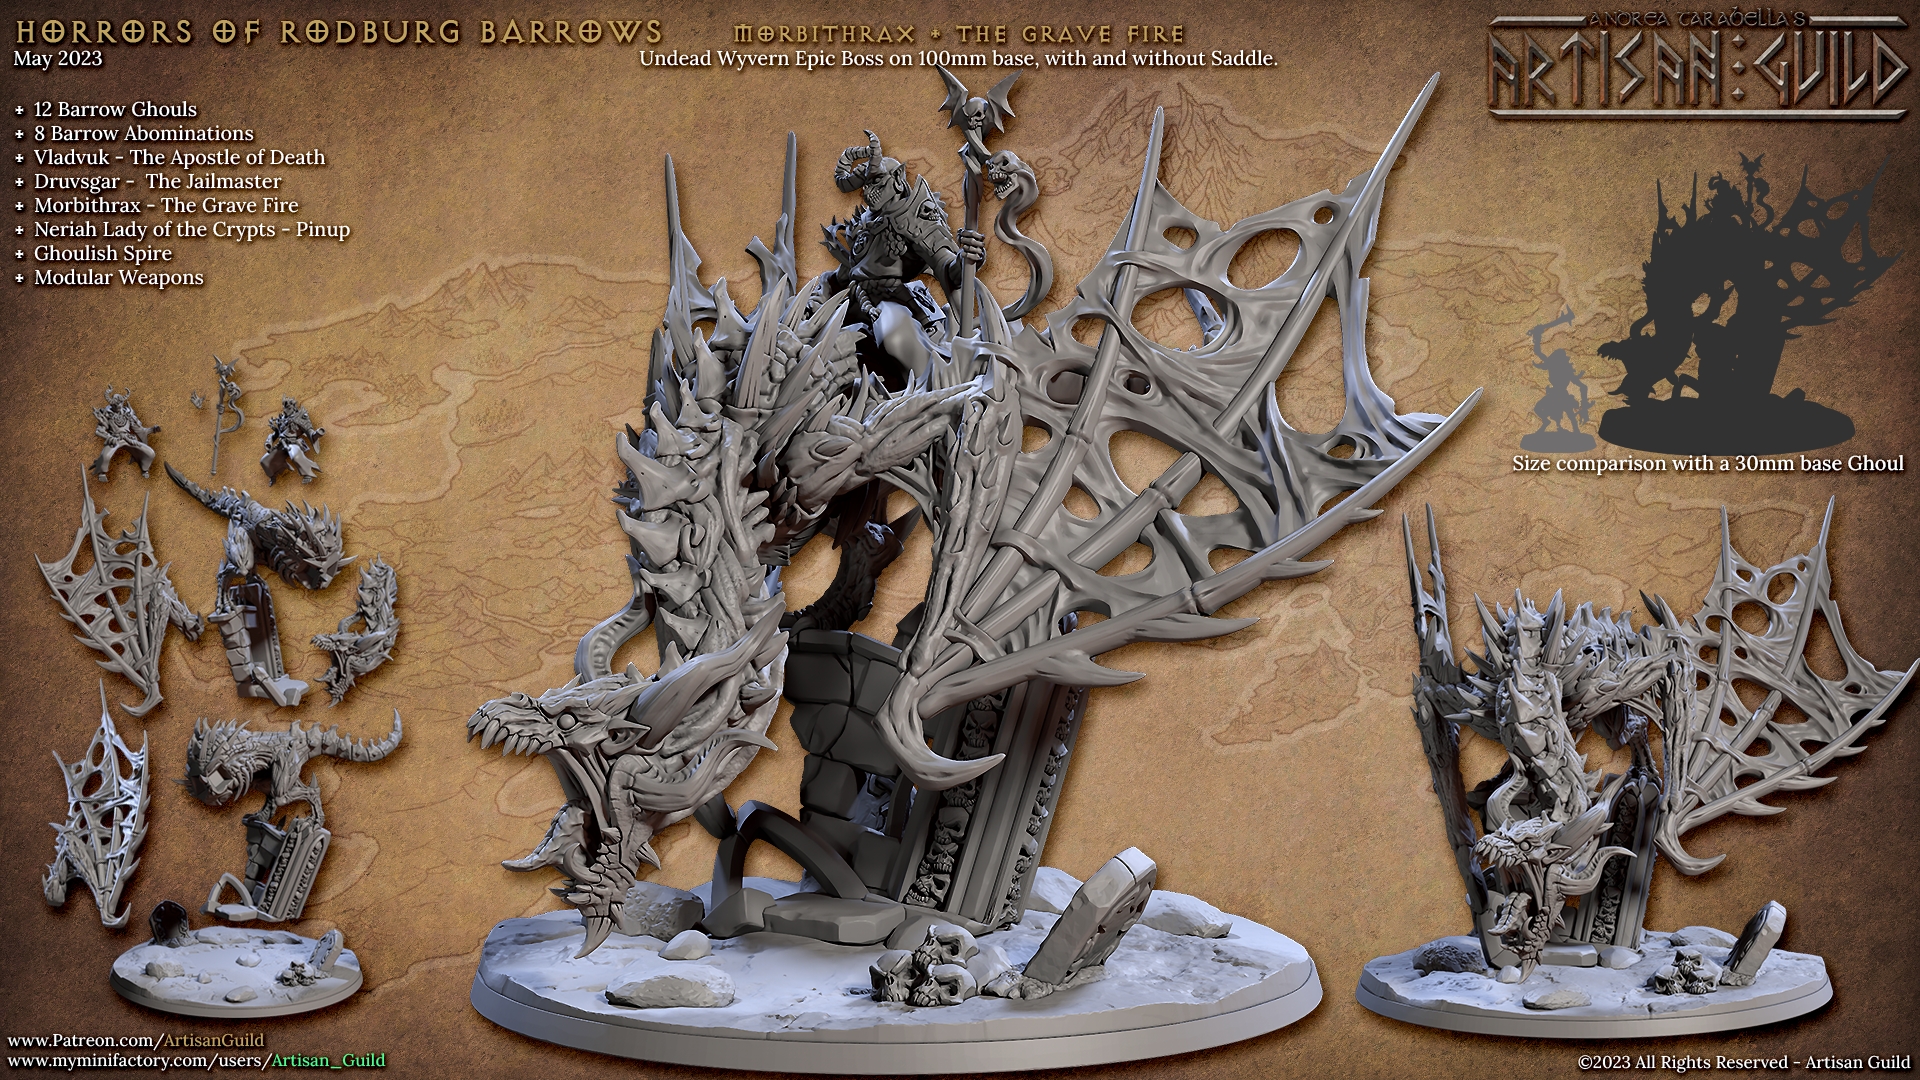 HORRORS OF RODBURG BARROWS
May 2023
+ 12 Barrow Ghouls
+ 8 Barrow Abominations
+ Vladvuk - The Apostle of Death
+ Druvsgar - The Jailmaster
+ Morbithrax - The Grave Fire
+ Neriah Lady of the Crypts - Pinup
+ Ghoulish Spire
+ Modular Weapons
MORBITHRAX + THE GRAVE FIRE
Undead Wyvern Epic Boss on 100mm base, with and without Saddle.
ANDREA TARABELLA'S
ARTISAN GUILD
Size comparison with a 30mm base Ghoul
www.Patreon.com/ArtisanGuild
www.myminifactory.com/users/Artisan_Guild
©2023 All Rights Reserved - Artisan Guild